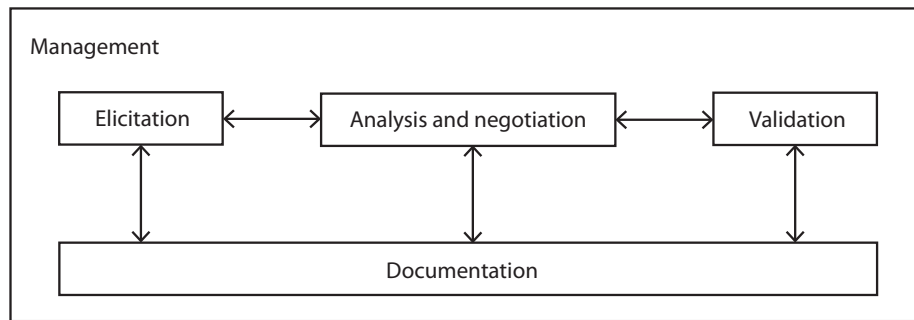 Management
Elicitation
Analysis and negotiation
Validation
Documentation